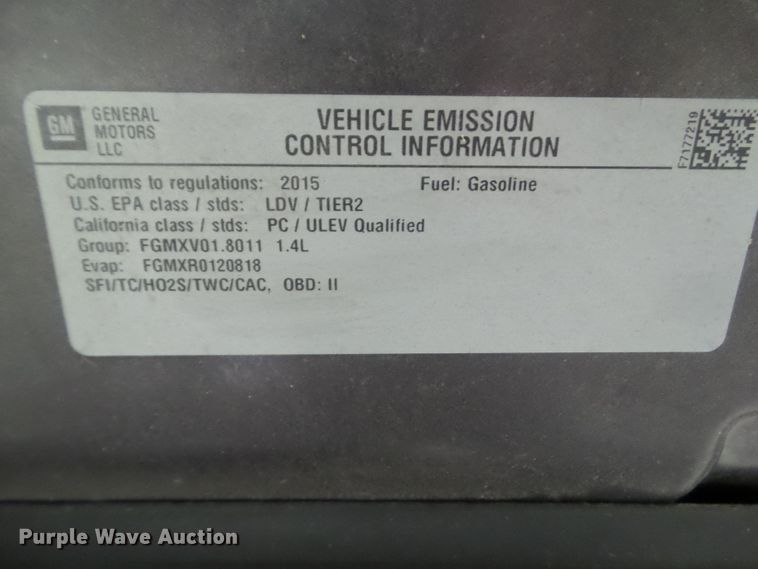 GM
GENERAL
MOTORS
LLC
VEHICLE EMISSION
CONTROL INFORMATION
F7177219
Conforms to regulations: 2015 Fuel: Gasoline
U.S. EPA class / stds: LDV / TIER2
California class / stds: PC / ULEV Qualified
Group: FGMXV01.8011 1.4L
Evap: FGMXR0120818
SFI/TC/HO2S/TWC/CAC, OBD: II
Purple Wave Auction